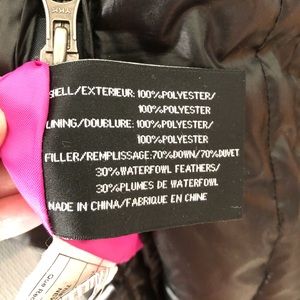 YKK
SHELL/EXTERIEUR: 100%POLYESTER/
100%POLYESTER
LINING/DOUBLURE: 100%POLYESTER/
100%POLYESTER
FILLER/REMPLISSAGE:70%DOWN/70%DUVET
30%WATERFOWL FEATHERS/
30%PLUMES DE WATERFOWL
MADE IN CHINA/FABRIQUE EN CHINE